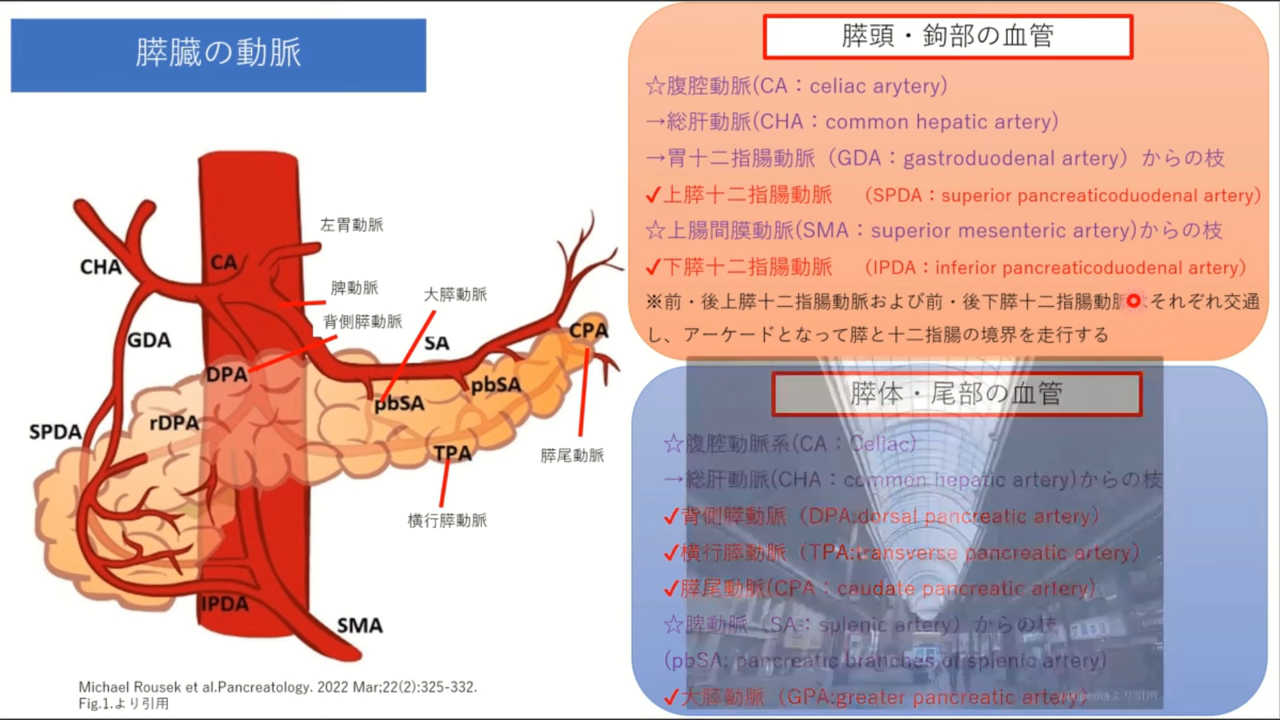 膵臓の動脈
左胃動脈
CHA
CA
脾動脈
大膵動脈
背側膵動脈
CPA
GDA
SA
DPA
pbSA
pbSA
rDPA
SPDA
TPA
膵尾動脈
横行膵動脈
IPDA
SMA
Michael Rousek et al.Pancreatology. 2022 Mar;22(2):325-332.
Fig.1.より引用
膵頭・鉤部の血管
☆腹腔動脈(CA：celiac arytery)
→総肝動脈(CHA：common hepatic artery)
→胃十二指腸動脈（GDA：gastroduodenal artery）からの枝
✓上膵十二指腸動脈　（SPDA：superior pancreaticoduodenal artery)
☆上腸間膜動脈(SMA：superior mesenteric artery)からの枝
✓下膵十二指腸動脈　（IPDA：inferior pancreaticoduodenal artery)
※前・後上膵十二指腸動脈および前・後下膵十二指腸動脈 それぞれ交通
し、アーケードとなって膵と十二指腸の境界を走行する
膵体・尾部の血管
☆腹腔動脈系(CA：Celiac)
→総肝動脈(CHA：common hepatic artery)からの枝
✓背側膵動脈（DPA:dorsal pancreatic artery）
✓横行膵動脈（TPA:transverse pancreatic artery）
✓膵尾動脈(CPA：caudate pancreatic artery)
☆脾動脈（SA：splenic artery）からの枝
(pbSA: pancreatic branches of splenic artery)
✓大膵動脈（GPA:greater pancreatic artery)
より引用